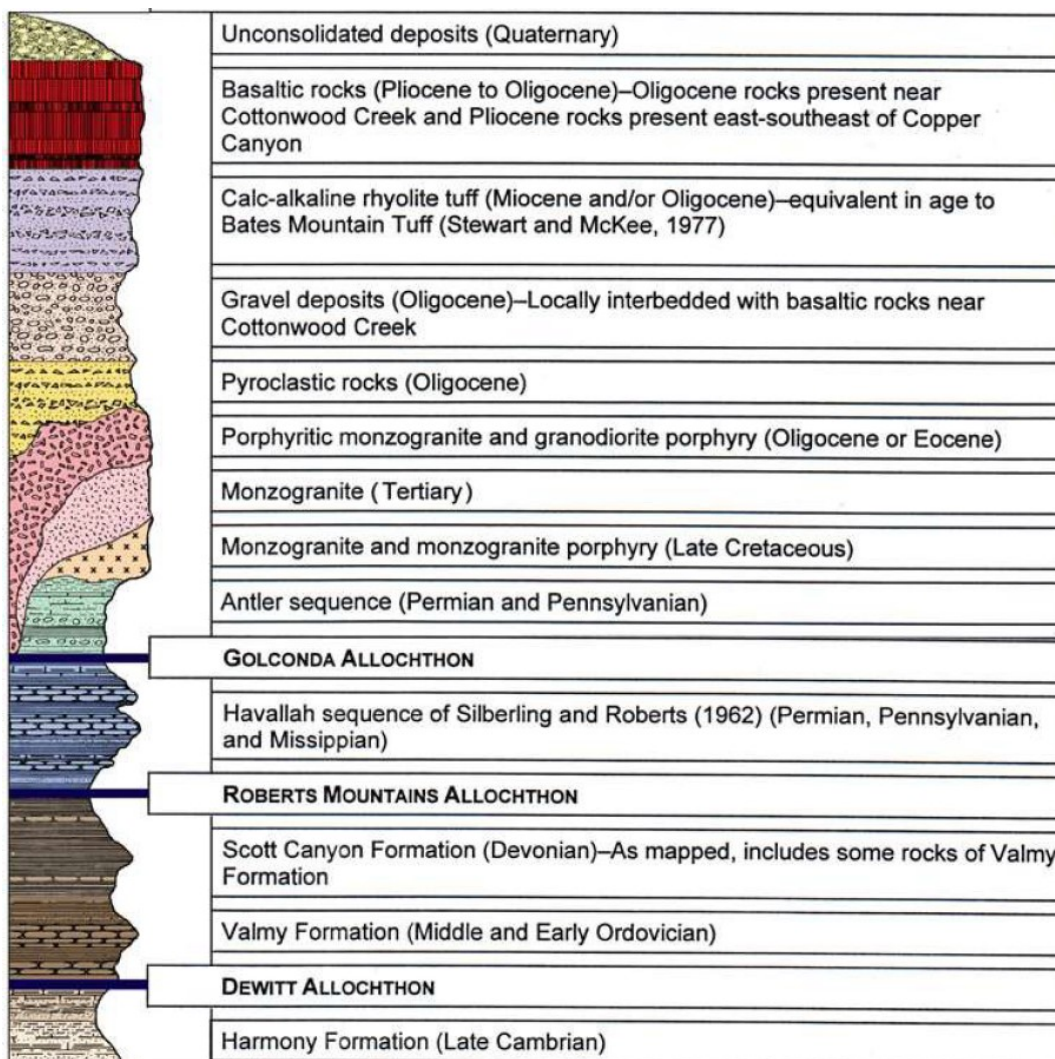 Unconsolidated deposits (Quaternary)
Basaltic rocks (Pliocene to Oligocene)–Oligocene rocks present near
Cottonwood Creek and Pliocene rocks present east-southeast of Copper
Canyon
Calc-alkaline rhyolite tuff (Miocene and/or Oligocene)–equivalent in age to
Bates Mountain Tuff (Stewart and McKee, 1977)
Gravel deposits (Oligocene)–Locally interbedded with basaltic rocks near
Cottonwood Creek
Pyroclastic rocks (Oligocene)
Porphyritic monzogranite and granodiorite porphyry (Oligocene or Eocene)
Monzogranite (Tertiary)
Monzogranite and monzogranite porphyry (Late Cretaceous)
Antler sequence (Permian and Pennsylvanian)
GOLCONDA ALLOCHTHON
Havallah sequence of Silberling and Roberts (1962) (Permian, Pennsylvanian,
and Missippian)
ROBERTS MOUNTAINS ALLOCHTHON
Scott Canyon Formation (Devonian)–As mapped, includes some rocks of Valmy
Formation
Valmy Formation (Middle and Early Ordovician)
DEWITT ALLOCHTHON
Harmony Formation (Late Cambrian)